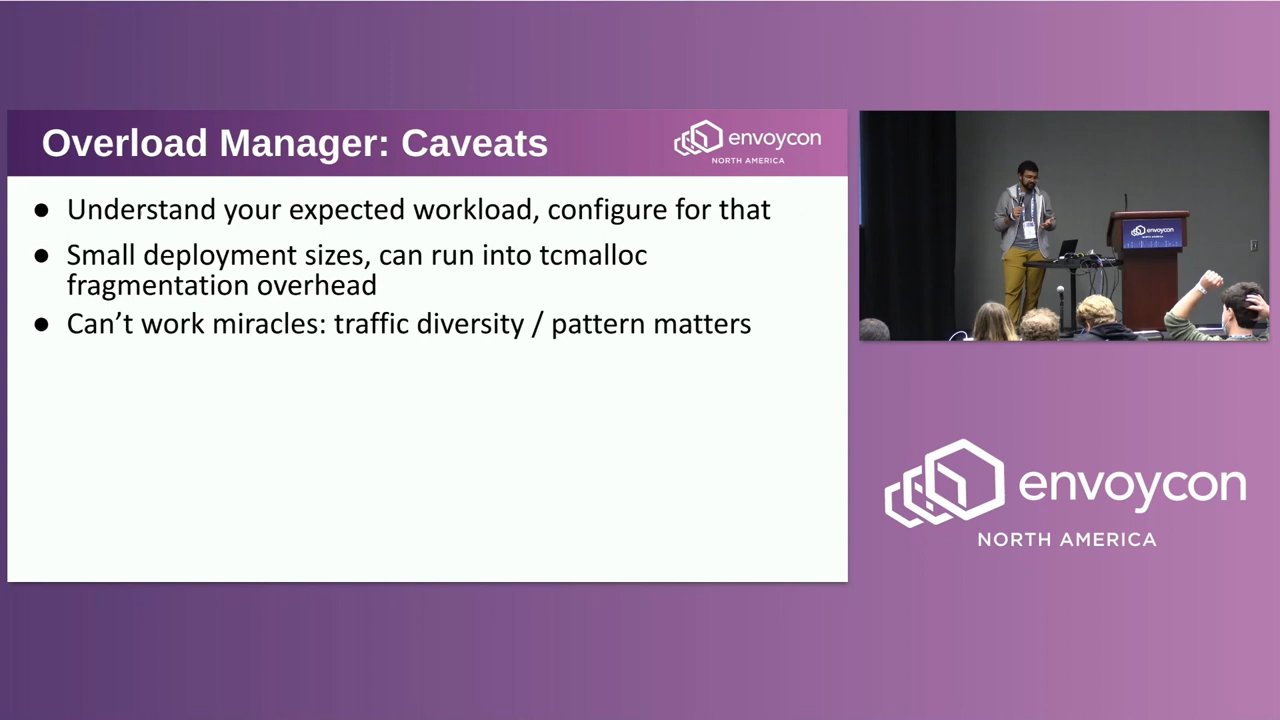 Overload Manager: Caveats
envoycon
NORTH AMERICA
● Understand your expected workload, configure for that
● Small deployment sizes, can run into tcmalloc
fragmentation overhead
● Can’t work miracles: traffic diversity / pattern matters
envoycon
envoycon
NORTH AMERICA